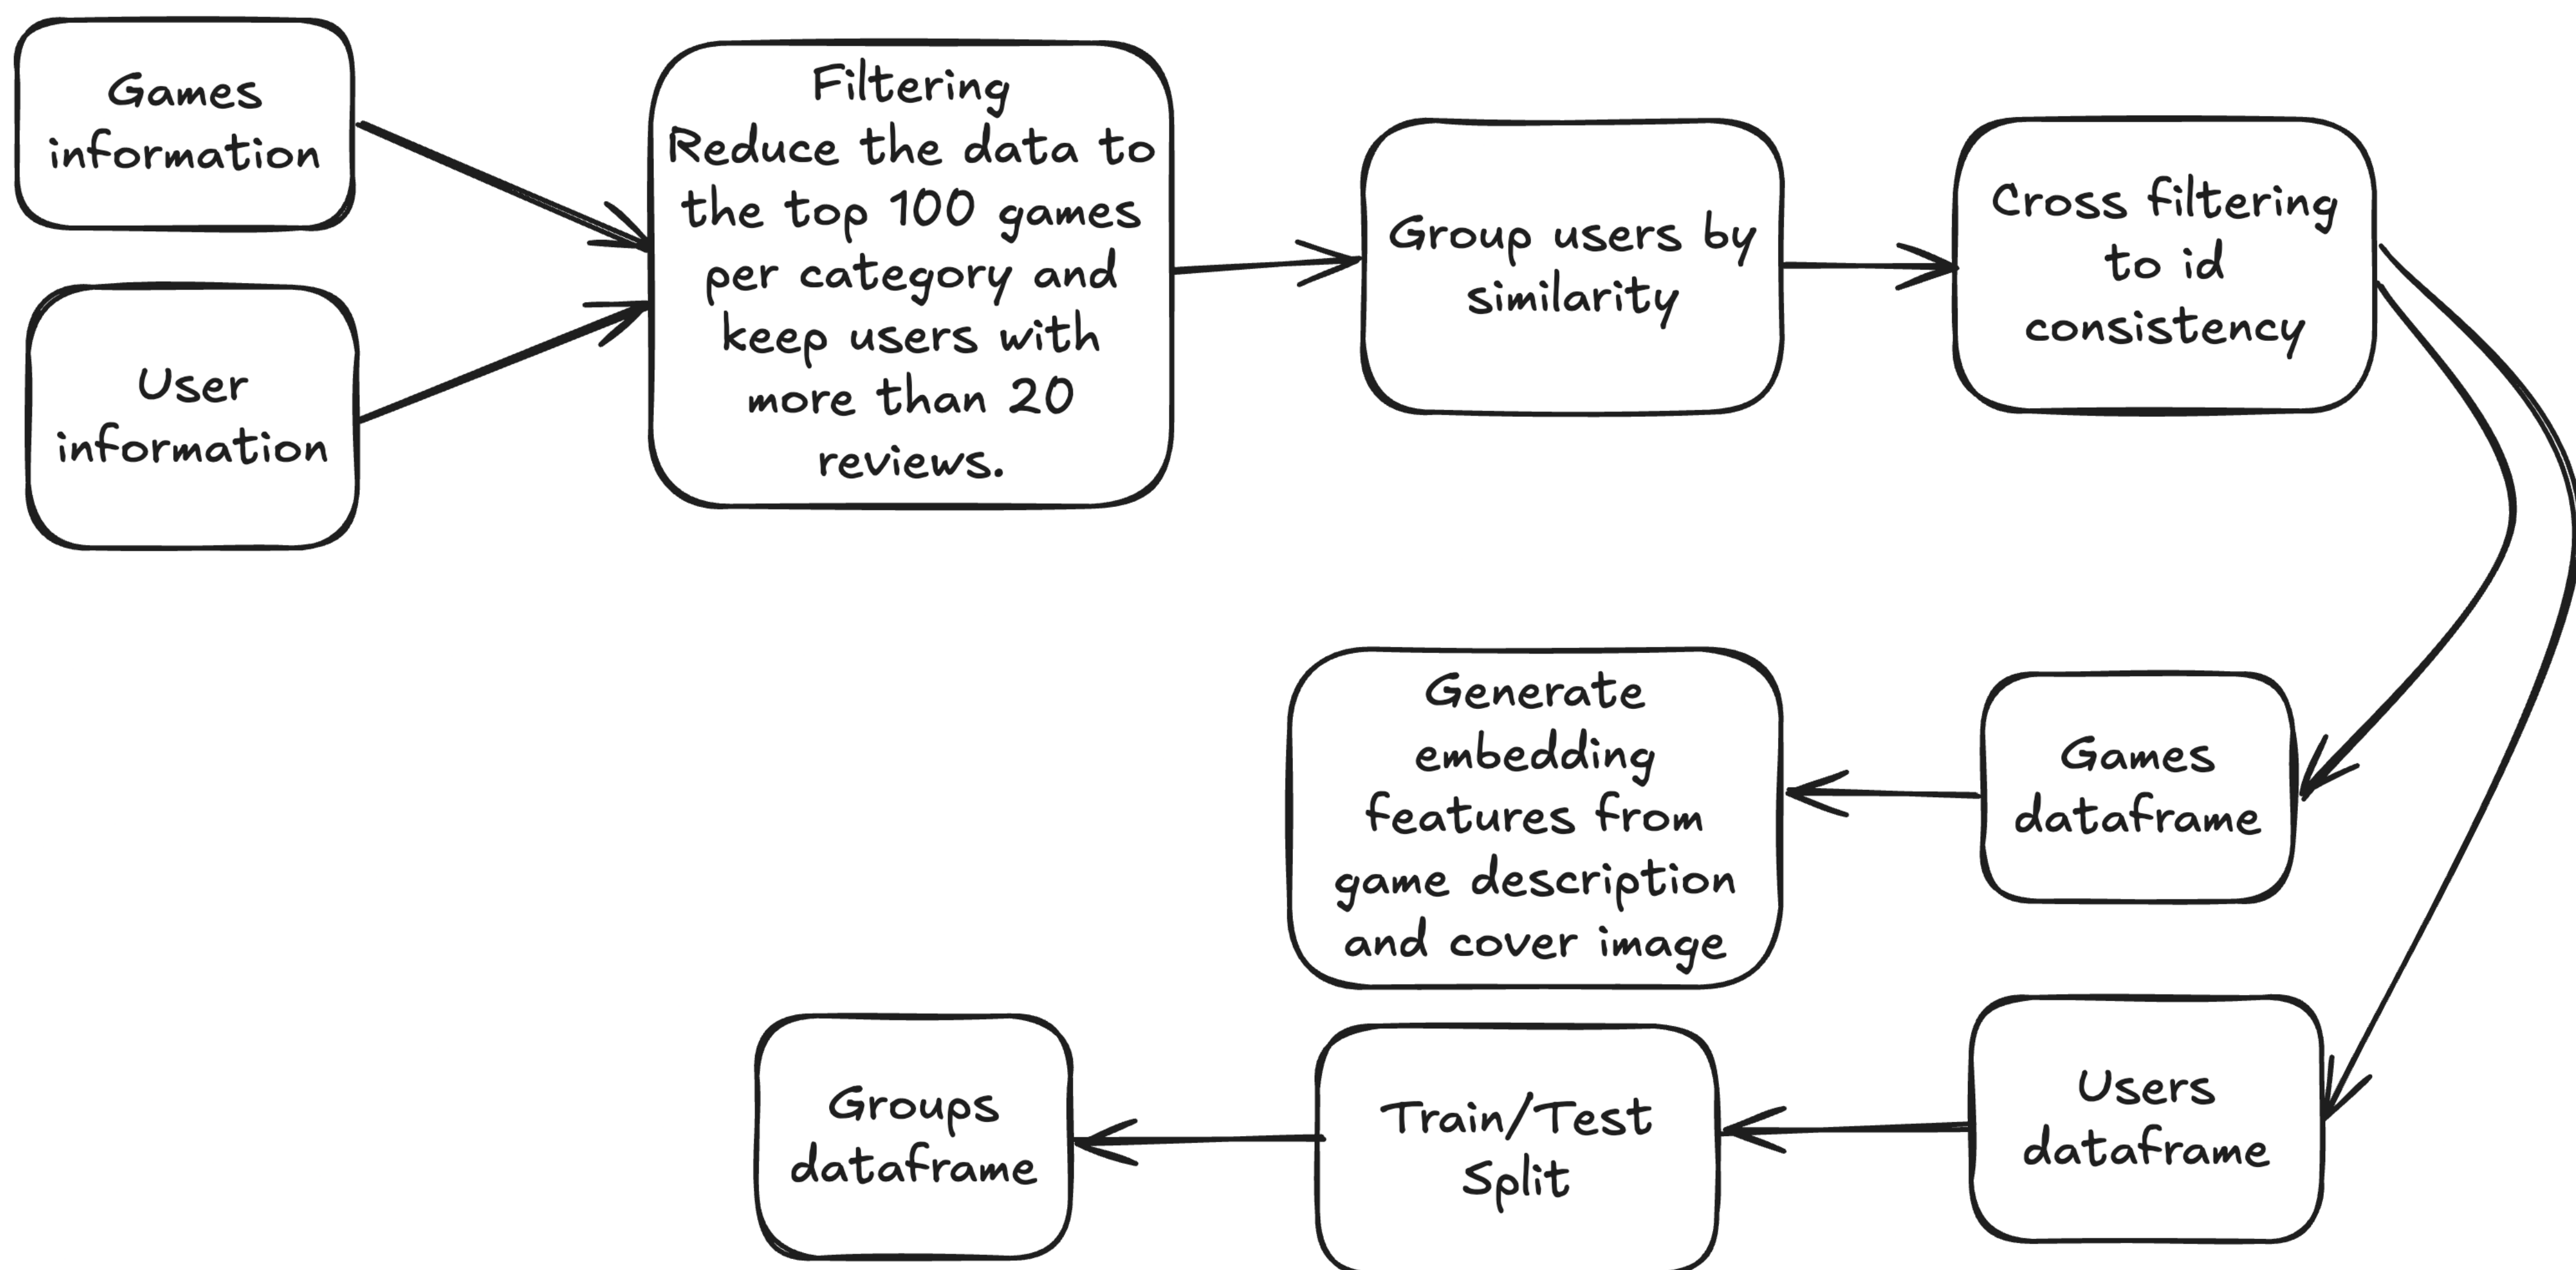 Games
information
User
information
Filtering
Reduce the data to
the top 100 games
per category and
keep users with
more than 20
reviews.
Group users by
similarity
Cross filtering
to id
consistency
Generate
embedding
features from
game description
and cover image
Games
dataframe
Groups
dataframe
Train/Test
Split
Users
dataframe